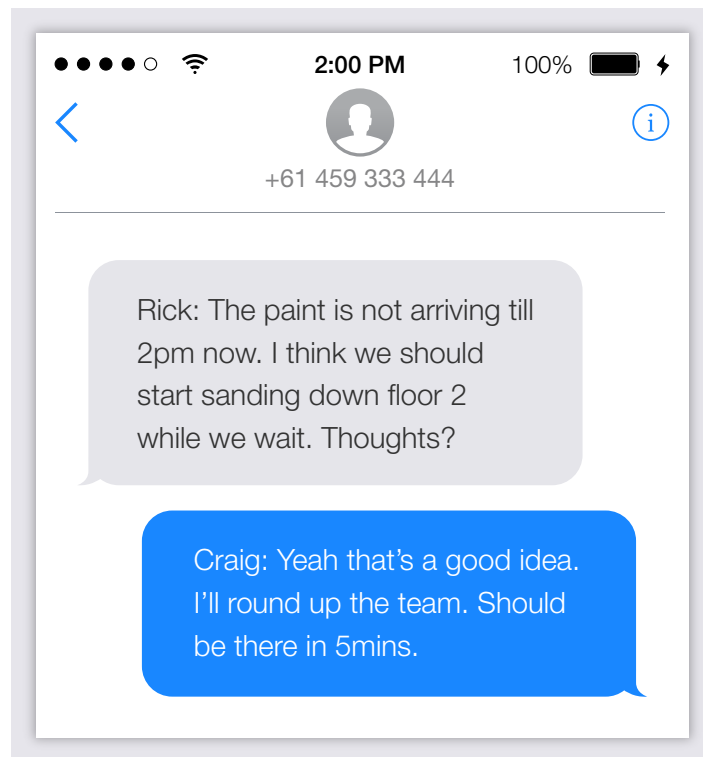 2:00 PM 100%
i
+61 459 333 444
Rick: The paint is not arriving till
2pm now. I think we should
start sanding down floor 2
while we wait. Thoughts?
Craig: Yeah that’s a good idea.
I’ll round up the team. Should
be there in 5mins.